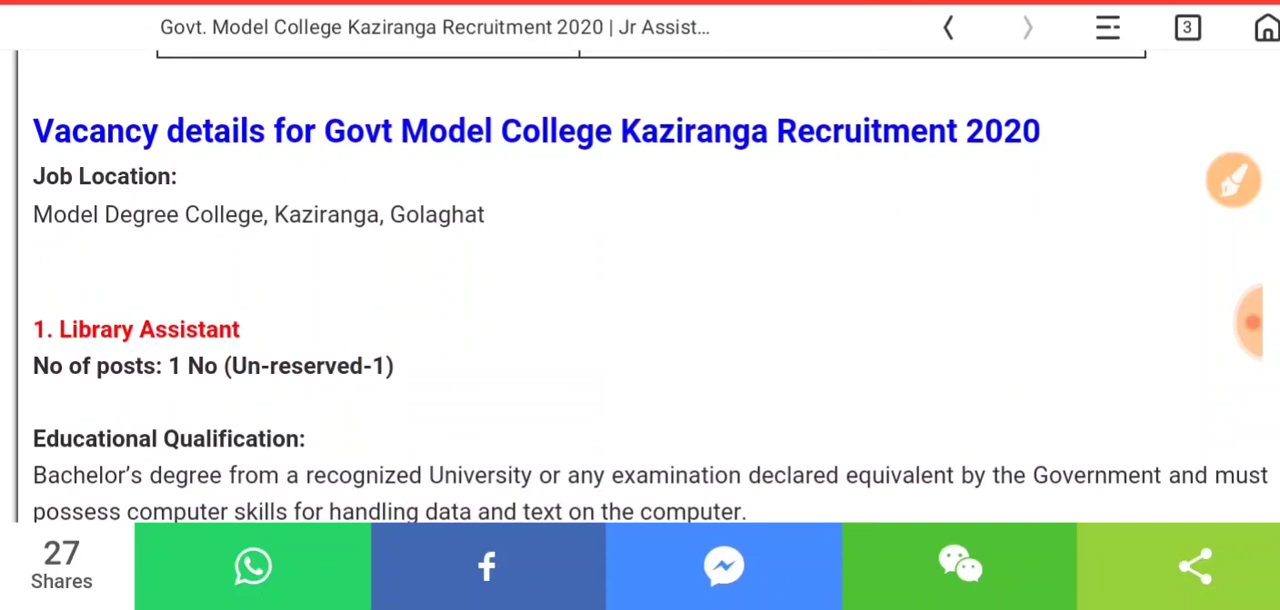 Govt. Model College Kaziranga Recruitment 2020 | Jr Assist...
3
Vacancy details for Govt Model College Kaziranga Recruitment 2020
Job Location:
Model Degree College, Kaziranga, Golaghat
1. Library Assistant
No of posts: 1 No (Un-reserved-1)
Educational Qualification:
Bachelor’s degree from a recognized University or any examination declared equivalent by the Government and must
possess computer skills for handling data and text on the computer.
27
Shares